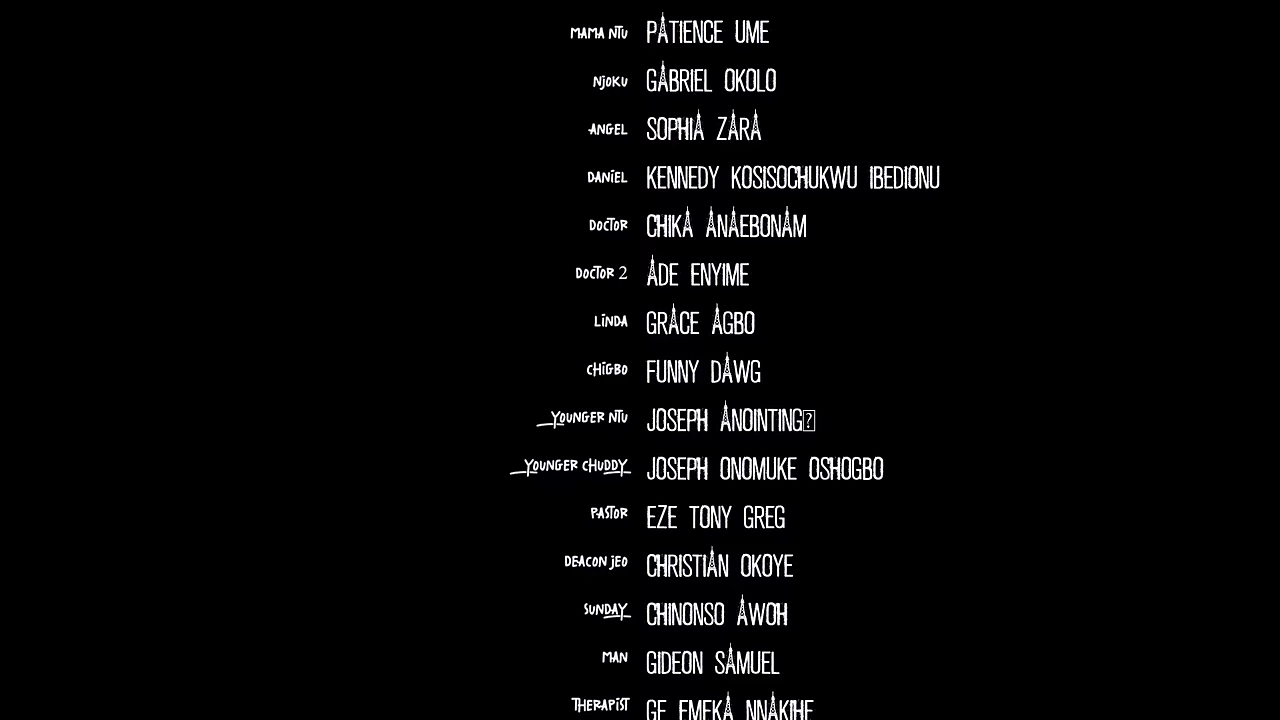 MAMA NTU PATIENCE UME
NJOKU GABRIEL OKOLO
ANGEL SOPHIA ZARA
DANIEL KENNEDY KOSISOCHUKWU IBEDIONU
DOCTOR CHIKA ANAEBONAM
DOCTOR 2 ADE ENYIME
LINDA GRACE AGBO
CHIGBO FUNNY DAWG
YOUNGER NTU JOSEPH ANOINTING
YOUNGER CHUDDY JOSEPH ONOMUKE OSHOGBO
PASTOR EZE TONY GREG
DEACON JEO CHRISTIAN OKOYE
SUNDAY CHINONSO AWOH
MAN GIDEON SAMUEL
THERAPIST GE EMEKA